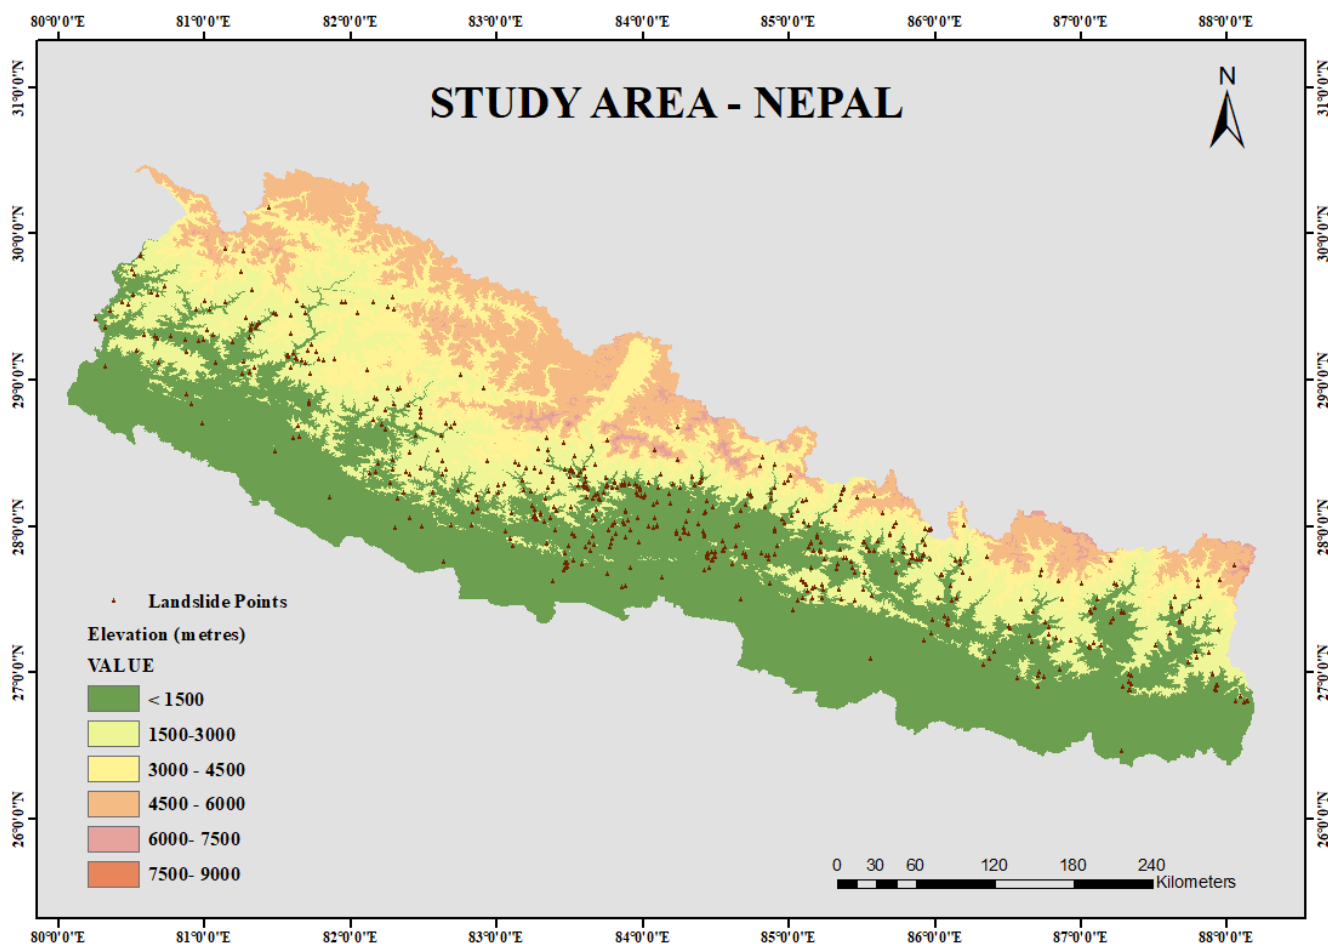 80°0'0"E 81°0'0"E 82°0'0"E 83°0'0"E 84°0'0"E 85°0'0"E 86°0'0"E 87°0'0"E 88°0'0"E
STUDY AREA - NEPAL
N
31°0'0"N 31°0'0"N
30°0'0"N 30°0'0"N
29°0'0"N 29°0'0"N
28°0'0"N 28°0'0"N
27°0'0"N 27°0'0"N
26°0'0"N 26°0'0"N
Landslide Points
Elevation (metres)
VALUE
< 1500
1500-3000
3000 - 4500
4500 - 6000
6000- 7500
7500- 9000
0 30 60 120 180 240
Kilometers
80°0'0"E 81°0'0"E 82°0'0"E 83°0'0"E 84°0'0"E 85°0'0"E 86°0'0"E 87°0'0"E 88°0'0"E